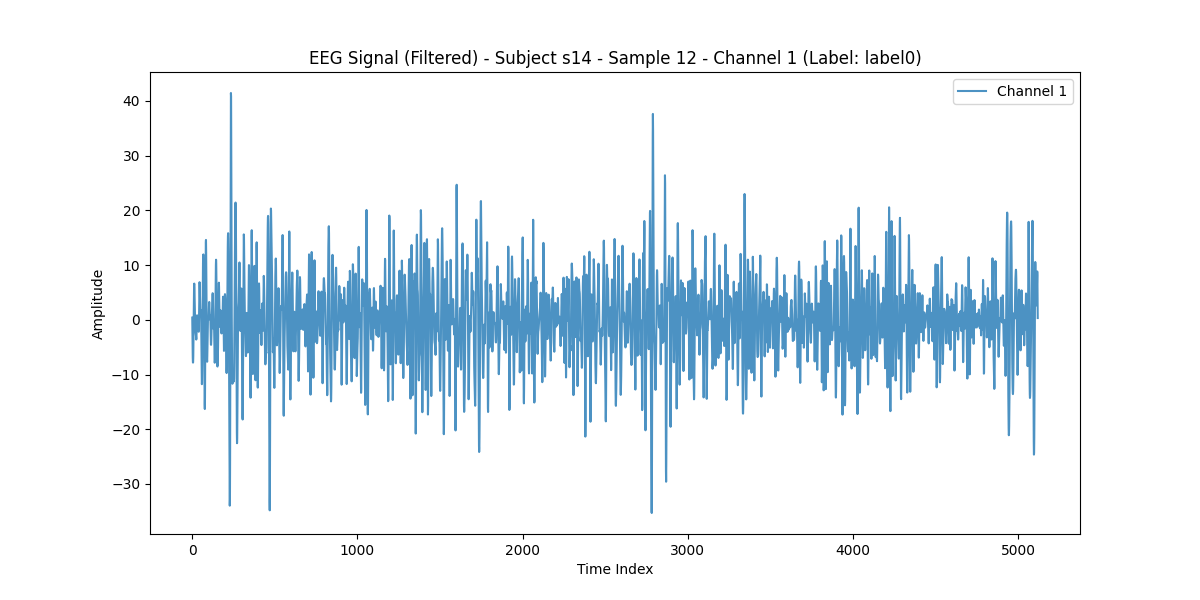 EEG Signal (Filtered) - Subject s14 - Sample 12 - Channel 1 (Label: label0)
Channel 1
40
30
20
10
0
−10
−20
−30
Amplitude
0 1000 2000 3000 4000 5000
Time Index